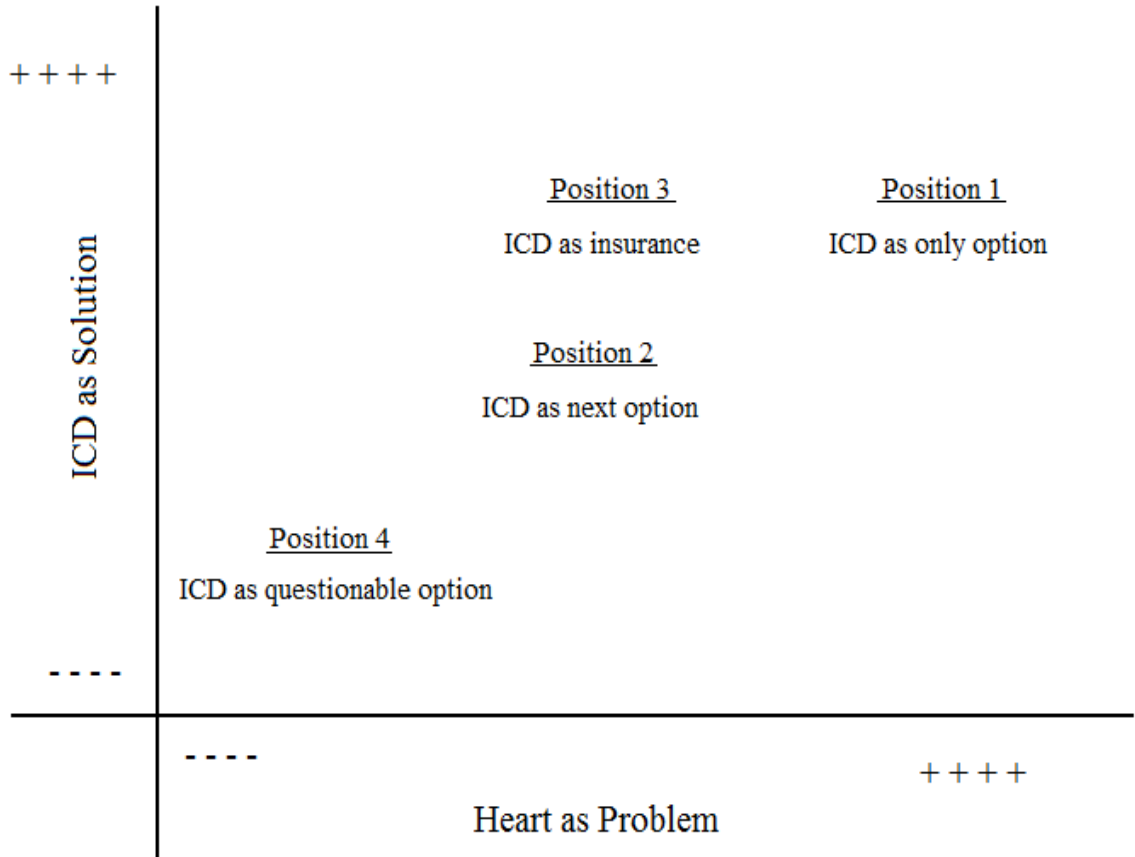 + + + +
ICD as Solution
Position 3
ICD as insurance
Position 1
ICD as only option
Position 2
ICD as next option
Position 4
ICD as questionable option
- - - -
- - - -
+ + + +
Heart as Problem